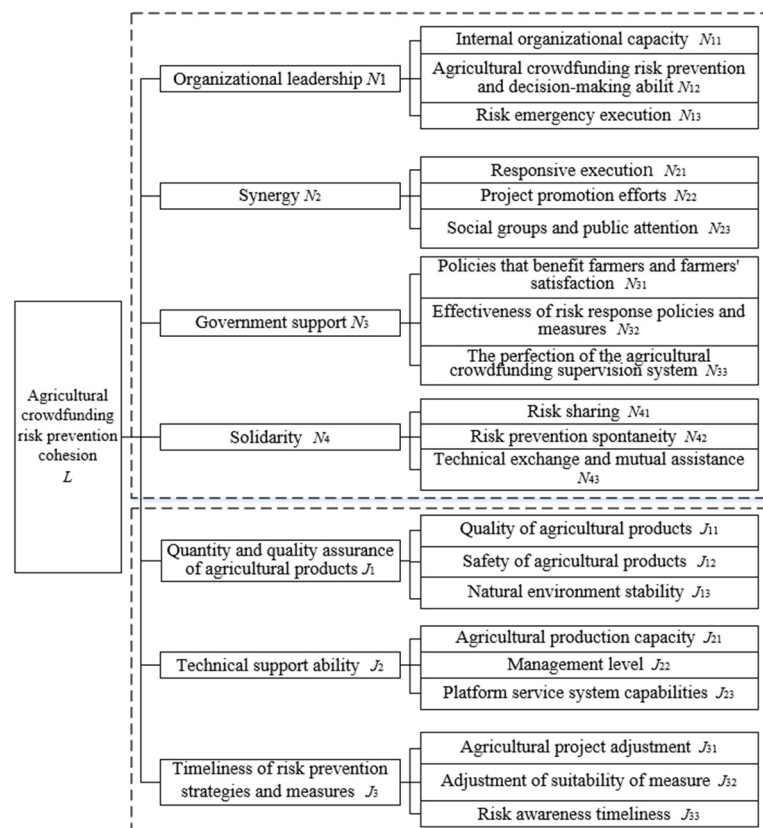 Agricultural
crowdfunding
risk prevention
cohesion
L
Organizational leadership N1
Internal organizational capacity N11
Agricultural crowdfunding risk prevention
and decision-making abilit N12
Risk emergency execution N13
Synergy N2
Responsive execution N21
Project promotion efforts N22
Social groups and public attention N23
Government support N3
Policies that benefit farmers and farmers'
satisfaction N31
Effectiveness of risk response policies and
measures N32
The perfection of the agricultural
crowdfunding supervision system N33
Solidarity N4
Risk sharing N41
Risk prevention spontaneity N42
Technical exchange and mutual assistance
N43
Quantity and quality assurance
of agricultural products J1
Quality of agricultural products J11
Safety of agricultural products J12
Natural environment stability J13
Technical support ability J2
Agricultural production capacity J21
Management level J22
Platform service system capabilities J23
Timeliness of risk prevention
strategies and measures J3
Agricultural project adjustment J31
Adjustment of suitability of measure J32
Risk awareness timeliness J33